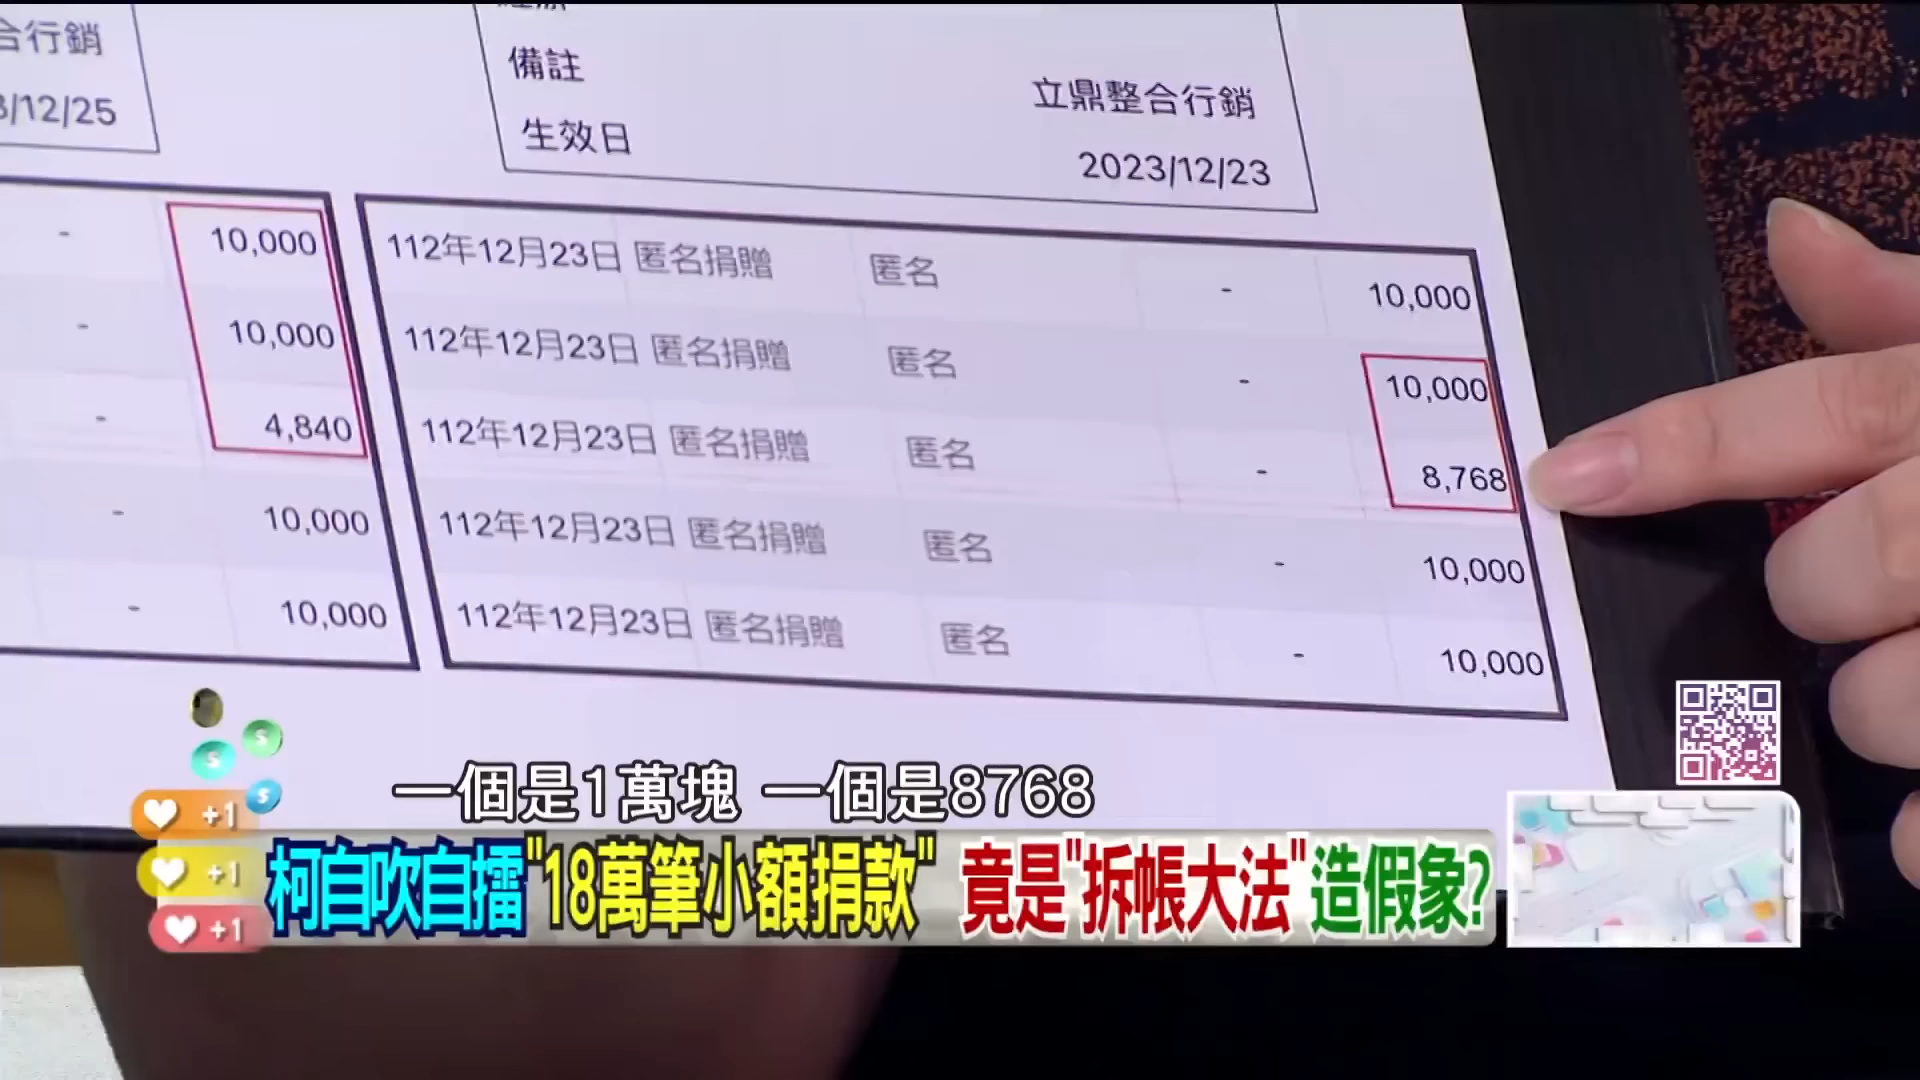 合行銷
/12/25
備註
立鼎整合行銷
生效日
2023/12/23
- 10,000
- 10,000
- 4,840
- 10,000
- 10,000
112年12月23日 匿名捐贈 匿名 - 10,000
112年12月23日 匿名捐贈 匿名 - 10,000
112年12月23日 匿名捐贈 匿名 - 8,768
112年12月23日 匿名捐贈 匿名 - 10,000
112年12月23日 匿名捐贈 匿名 - 10,000
S
S
S
+1
+1
+1
一個是1萬塊 一個是8768
柯自吹自擂"18萬筆小額捐款" 竟是"拆帳大法"造假象?